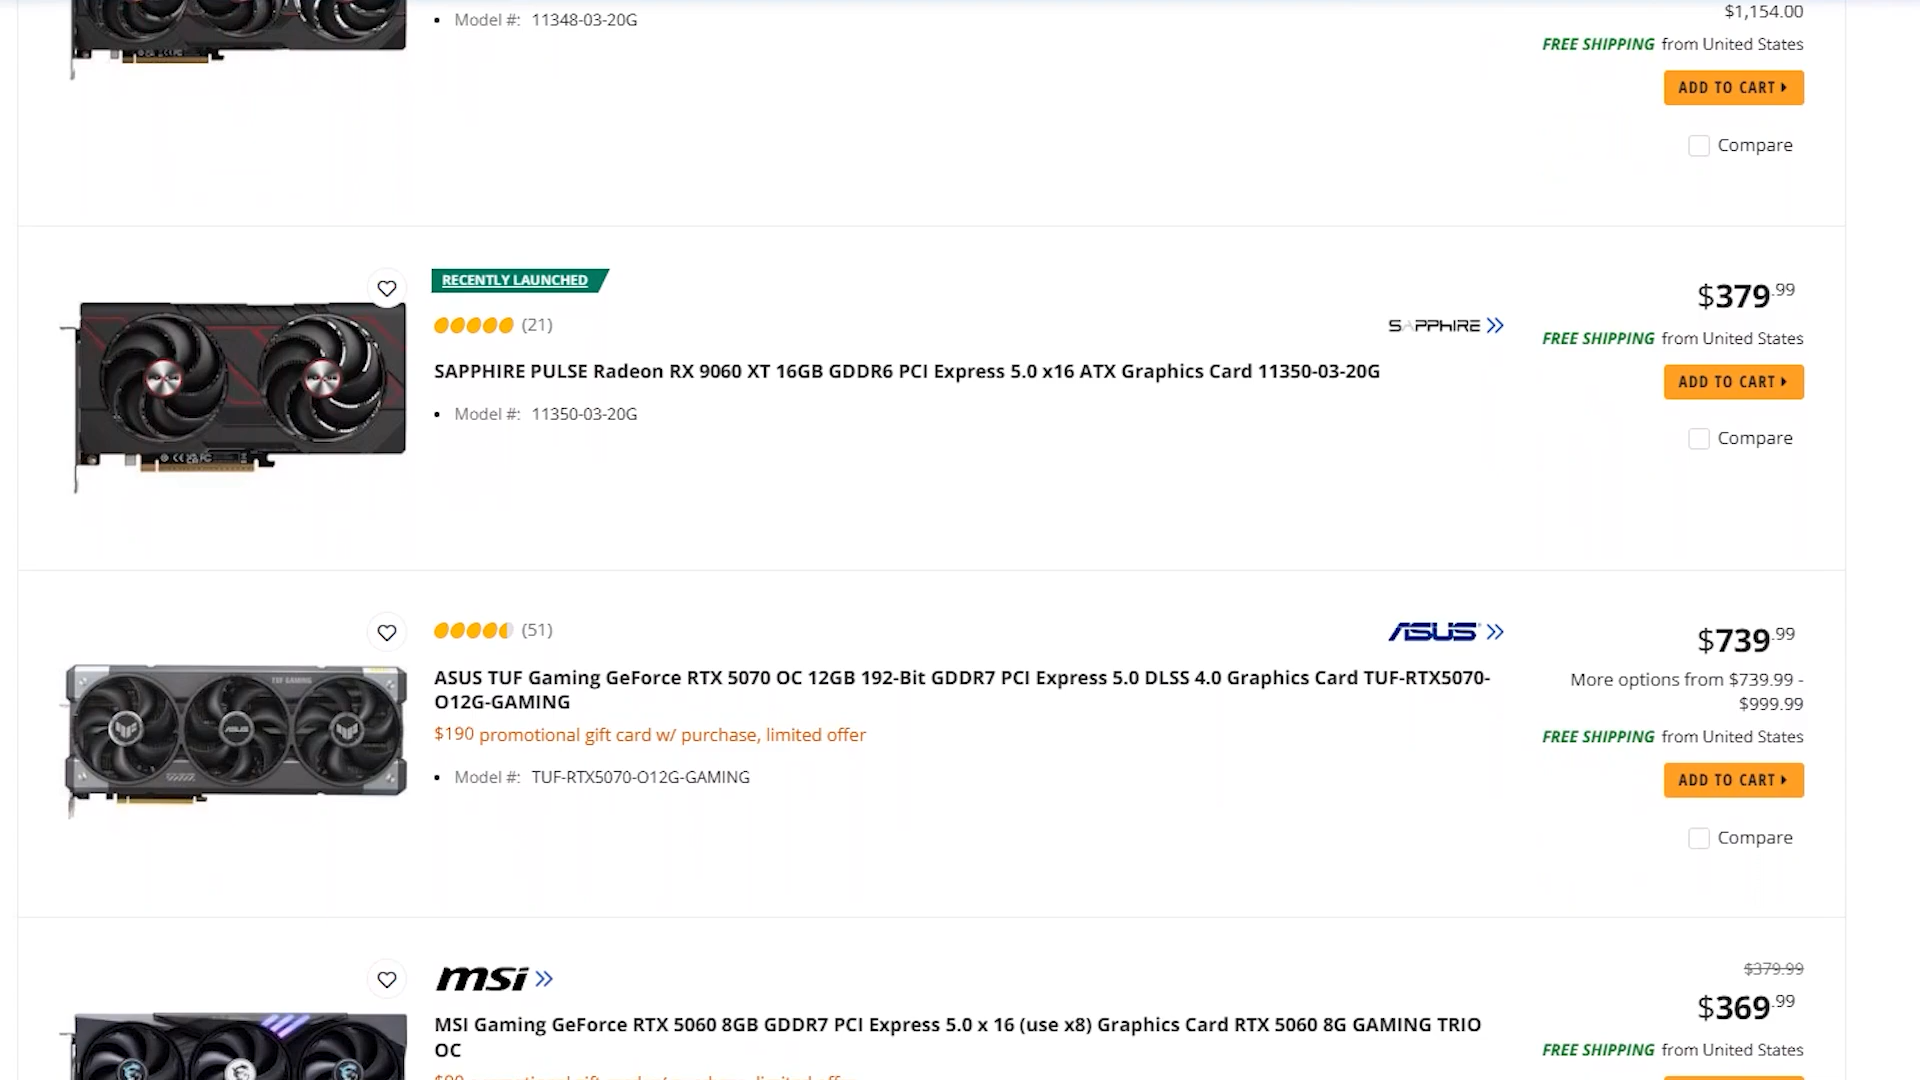 Model #: 11348-03-20G
$1,154.00
FREE SHIPPING from United States
ADD TO CART
Compare
RECENTLY LAUNCHED
(21)
SAPPHIRE
SAPPHIRE PULSE Radeon RX 9060 XT 16GB GDDR6 PCI Express 5.0 x16 ATX Graphics Card 11350-03-20G
Model #: 11350-03-20G
$379.99
FREE SHIPPING from United States
ADD TO CART
Compare
(51)
ASUS
ASUS TUF Gaming GeForce RTX 5070 OC 12GB 192-Bit GDDR7 PCI Express 5.0 DLSS 4.0 Graphics Card TUF-RTX5070-
O12G-GAMING
$190 promotional gift card w/ purchase, limited offer
Model #: TUF-RTX5070-O12G-GAMING
$739.99
More options from $739.99 -
$999.99
FREE SHIPPING from United States
ADD TO CART
Compare
TUF GAMING
ASUS
msi
MSI Gaming GeForce RTX 5060 8GB GDDR7 PCI Express 5.0 x 16 (use x8) Graphics Card RTX 5060 8G GAMING TRIO
OC
$379.99
$369.99
FREE SHIPPING from United States